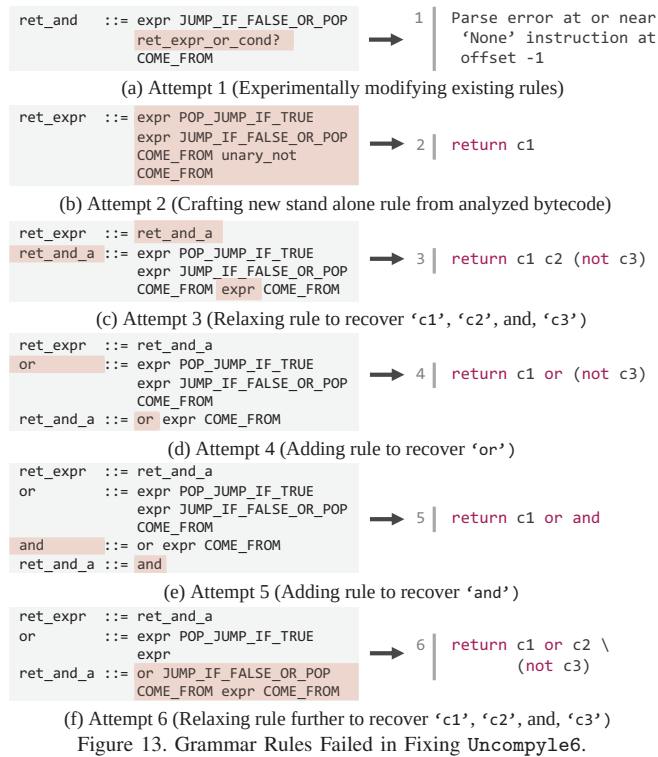 ret_and ::= expr JUMP_IF_FALSE_OR_POP
ret_expr_or_cond?
COME_FROM
1 Parse error at or near
‘None’ instruction at
offset -1
(a) Attempt 1 (Experimentally modifying existing rules)
ret_expr ::= expr POP_JUMP_IF_TRUE
expr JUMP_IF_FALSE_OR_POP
COME_FROM unary_not
COME_FROM
2 return c1
(b) Attempt 2 (Crafting new stand alone rule from analyzed bytecode)
ret_expr ::= ret_and_a
ret_and_a ::= expr POP_JUMP_IF_TRUE
expr JUMP_IF_FALSE_OR_POP
COME_FROM expr COME_FROM
3 return c1 c2 (not c3)
(c) Attempt 3 (Relaxing rule to recover ‘c1’, ‘c2’, and, ‘c3’)
ret_expr ::= ret_and_a
or ::= expr POP_JUMP_IF_TRUE
expr JUMP_IF_FALSE_OR_POP
COME_FROM
ret_and_a ::= or expr COME_FROM
4 return c1 or (not c3)
(d) Attempt 4 (Adding rule to recover ‘or’)
ret_expr ::= ret_and_a
or ::= expr POP_JUMP_IF_TRUE
expr JUMP_IF_FALSE_OR_POP
COME_FROM
and ::= or expr COME_FROM
ret_and_a ::= and
5 return c1 or and
(e) Attempt 5 (Adding rule to recover ‘and’)
ret_expr ::= ret_and_a
or ::= expr POP_JUMP_IF_TRUE
expr
ret_and_a ::= or JUMP_IF_FALSE_OR_POP
COME_FROM expr COME_FROM
6 return c1 or c2 \
(not c3)
(f) Attempt 6 (Relaxing rule further to recover ‘c1’, ‘c2’, and, ‘c3’)
Figure 13. Grammar Rules Failed in Fixing Uncompyle6.